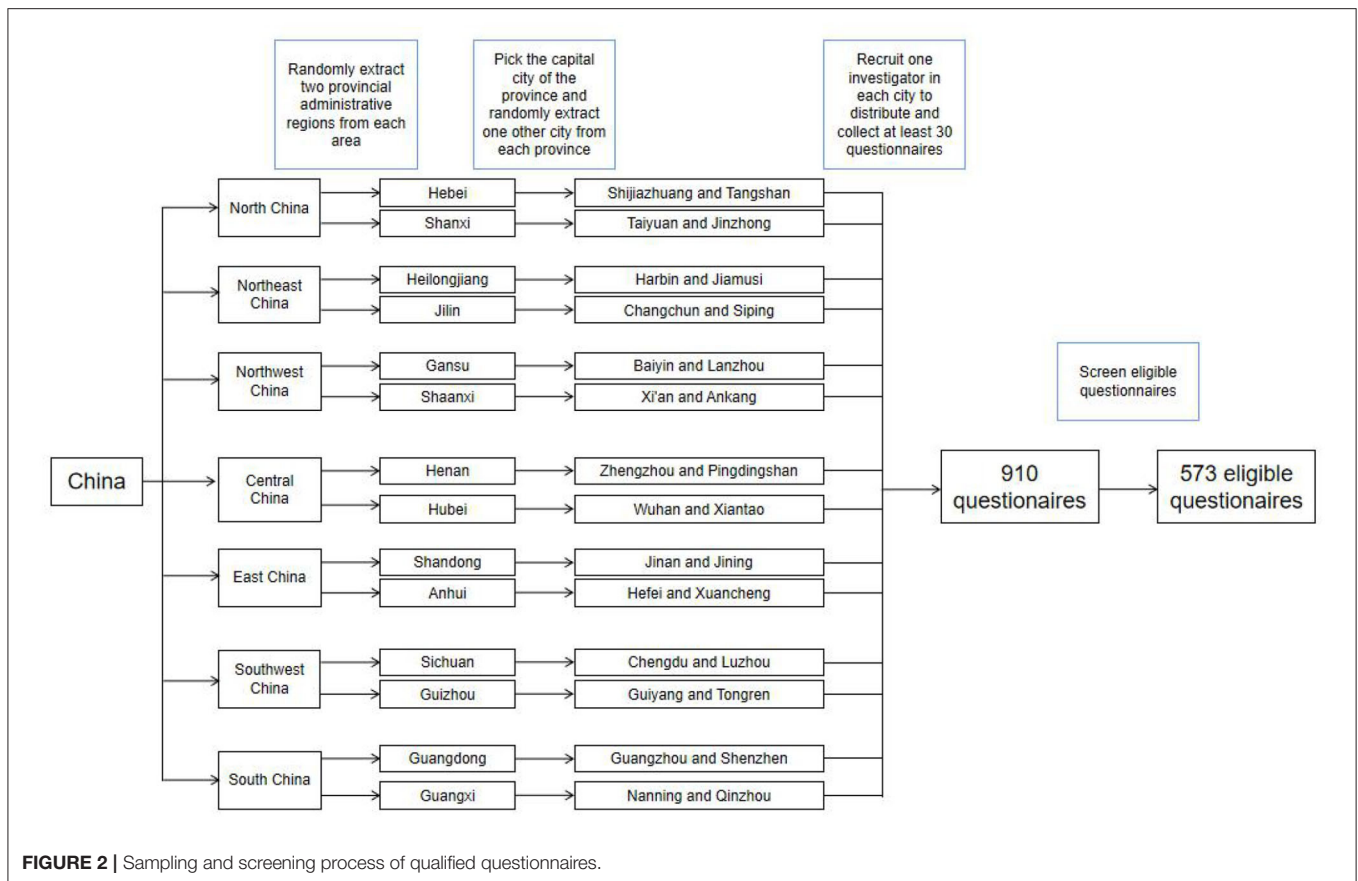 Randomly extract
two provincial
administrative
regions from each
area
Pick the capital
city of the
province and
randomly extract
one other city from
each province
Recruit one
investigator in
each city to
distribute and
collect at least 30
questionnaires
North China
Hebei
Shijiazhuang and Tangshan
Shanxi
Taiyuan and Jinzhong
Northeast
China
Heilongjiang
Harbin and Jiamusi
Jilin
Changchun and Siping
Northwest
China
Gansu
Baiyin and Lanzhou
Shaanxi
Xi'an and Ankang
Screen eligible
questionnaires
China
Central
China
Henan
Zhengzhou and Pingdingshan
Hubei
Wuhan and Xiantao
910
questionaires
573 eligible
questionaires
East China
Shandong
Jinan and Jining
Anhui
Hefei and Xuancheng
Southwest
China
Sichuan
Chengdu and Luzhou
Guizhou
Guiyang and Tongren
South China
Guangdong
Guangzhou and Shenzhen
Guangxi
Nanning and Qinzhou
FIGURE 2 | Sampling and screening process of qualified questionnaires.